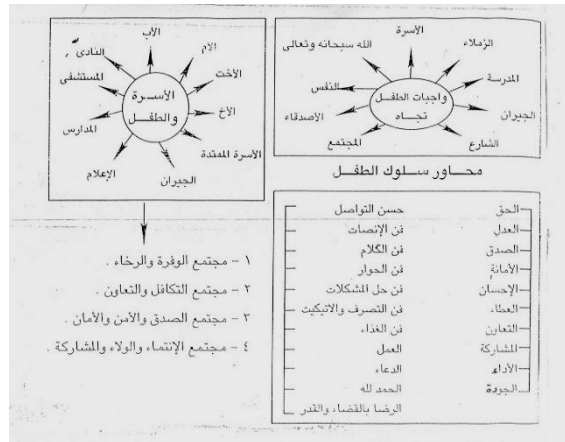 الأسرة
الله سبحانه وتعالى
الزملاء
النفس
المدرسة
واجبات الطفل
تجاه
الأصدقاء
الجيران
المجتمع
الشارع
محاور سلوك الطفل
الأب
النادى
الأم
المستشفى
الأخت
الأسرة
والطفل
الأخ
المدارس
الأسرة الممتدة
الإعلام
الجيران
الحق
حسن التواصل
العدل
فن الإنصات
الصدق
فن الكلام
الأمانة
فن الحوار
الإحسان
فن حل المشكلات
العطاء
فن التصرف والاتيكيت
التعاون
فن الغذاء
المشاركة
العمل
الأداء
الدعاء
الجودة
الحمد لله
الرضا بالقضاء والقدر
١ - مجتمع الوفرة والرخاء .
٢ - مجتمع التكافل والتعاون .
٣ - مجتمع الصدق والأمن والأمان .
٤ - مجتمع الإنتماء والولاء والمشاركة .